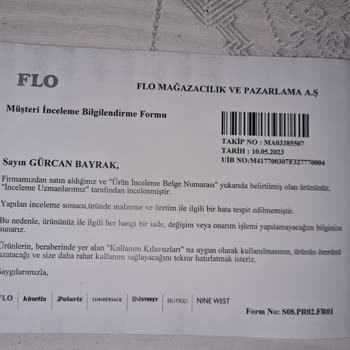 FLO
FLO MAĞAZACILIK VE PAZARLAMA A.Ş
Müşteri İnceleme Bilgilendirme Formu
TAKİP NO : MA03385507
TARİH : 10.05.2023
UİB NO:M417700307E327770004
Sayın GÜRCAN BAYRAK,
Firmamızdan satın aldığınız ve "Ürün İnceleme Belge Numarası" yukarıda belirtilmiş olan ürününüz,
"İnceleme Uzmanlarımız" tarafından incelenmiştir.
Yapılan inceleme sonucu,üründe malzeme ve üretim ile ilgili bir hata tespit edilmemiştir.
Bu nedenle, ürününüz ile ilgili her hangi bir iade, değişim veya onarım işlemi yapılamayacağını bilginize
sunarız.
Ürünlerin, beraberinde yer alan "Kullanım Kılavuzları" na uygun olarak kullanılmasının, ürünün ömrünü
uzatacağı ve size daha rahat kullanım sağlayacağını tekrar hatırlatmak isteriz.
Saygılarımızla,
FLO kinetix Polaris LUMBERJACK INSTREET BUTIGO NINE WEST
Form No: S08.PR02.FR01